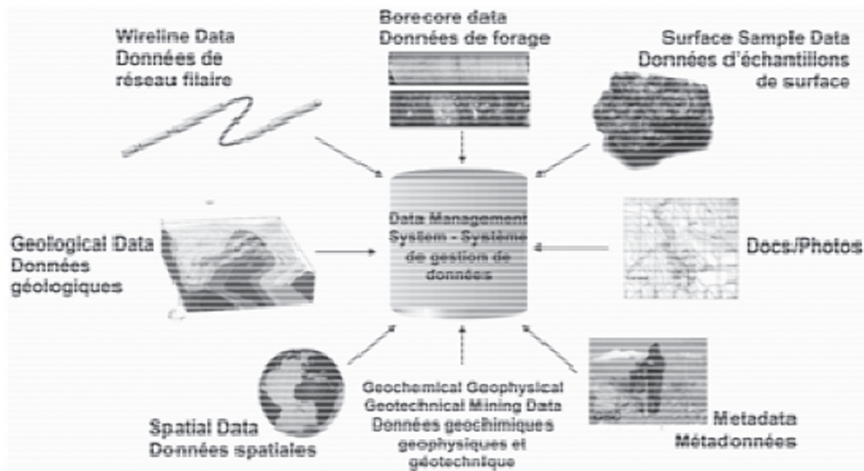 Wireline Data
Données de
réseau filaire
Borecore data
Données de forage
Surface Sample Data
Données d'échantillons
de surface
Geological Data
Données
géologiques
Data Management
System - Système
de gestion de
données
Docs/Photos
Spatial Data
Données spatiales
Geochemical Geophysical
Geotechnical Mining Data
Données geochimiques
geophysiques et
géotechnique
Metadata
Métadonnées